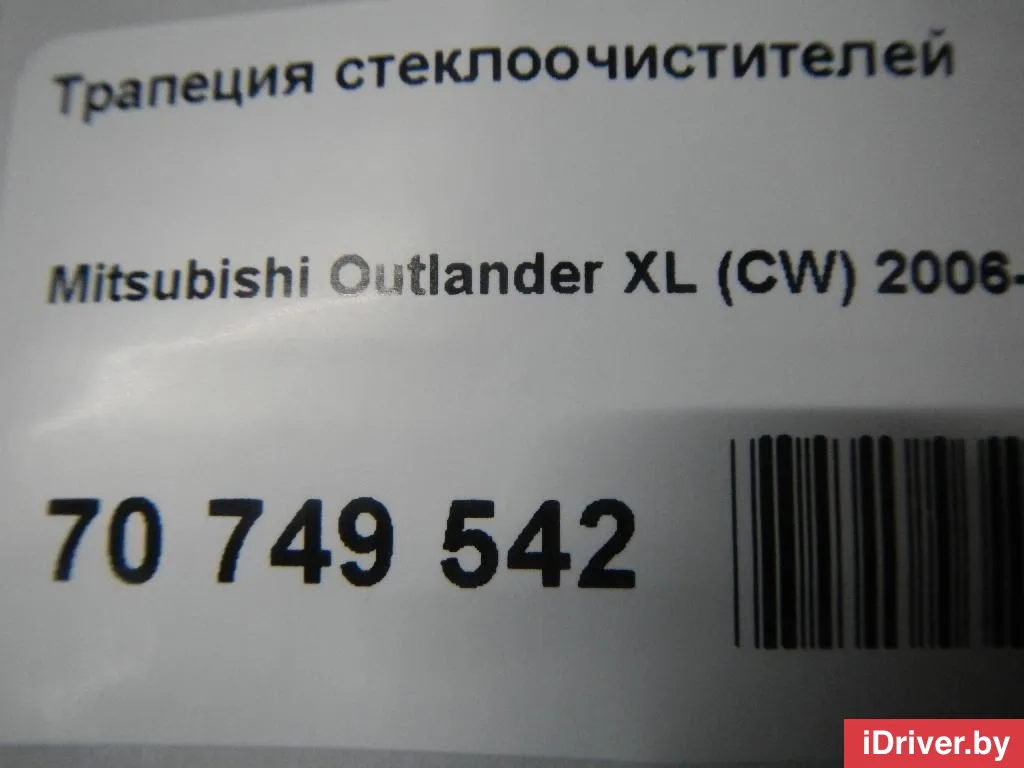 Трапеция стеклоочистителей
Mitsubishi Outlander XL (CW) 2006-
70 749 542
iDriver.by